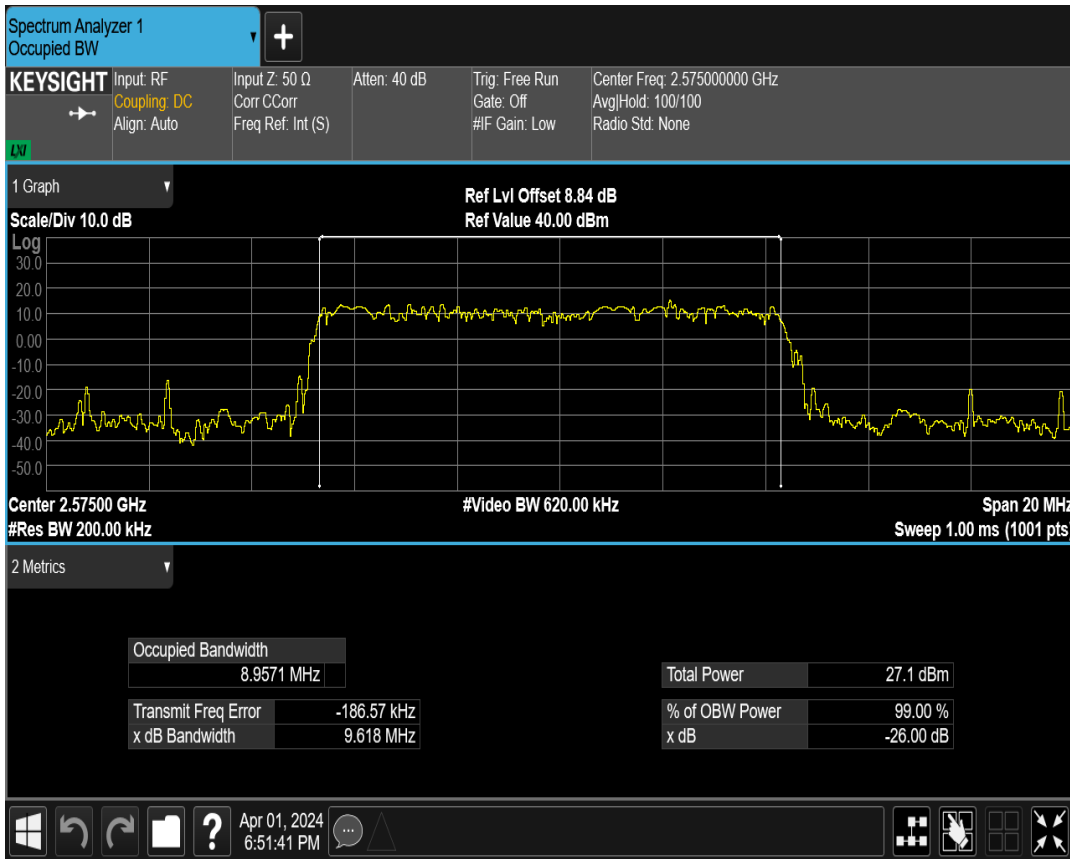 Spectrum Analyzer 1
Occupied BW
+
KEYSIGHT
LXI
Input: RF
Coupling: DC
Align: Auto
Input Z: 50 Ω
Corr CCorr
Freq Ref: Int (S)
Atten: 40 dB
Trig: Free Run
Gate: Off
#IF Gain: Low
Center Freq: 2.575000000 GHz
Avg|Hold: 100/100
Radio Std: None
1 Graph
Scale/Div 10.0 dB
Ref Lvl Offset 8.84 dB
Ref Value 40.00 dBm
Log
30.0
20.0
10.0
0.00
-10.0
-20.0
-30.0
-40.0
-50.0
Center 2.57500 GHz
#Video BW 620.00 kHz
Span 20 MHz
#Res BW 200.00 kHz
Sweep 1.00 ms (1001 pts)
2 Metrics
Occupied Bandwidth
8.9571 MHz
Total Power 27.1 dBm
Transmit Freq Error -186.57 kHz
% of OBW Power 99.00 %
x dB Bandwidth 9.618 MHz
x dB -26.00 dB
?
Apr 01, 2024
6:51:41 PM